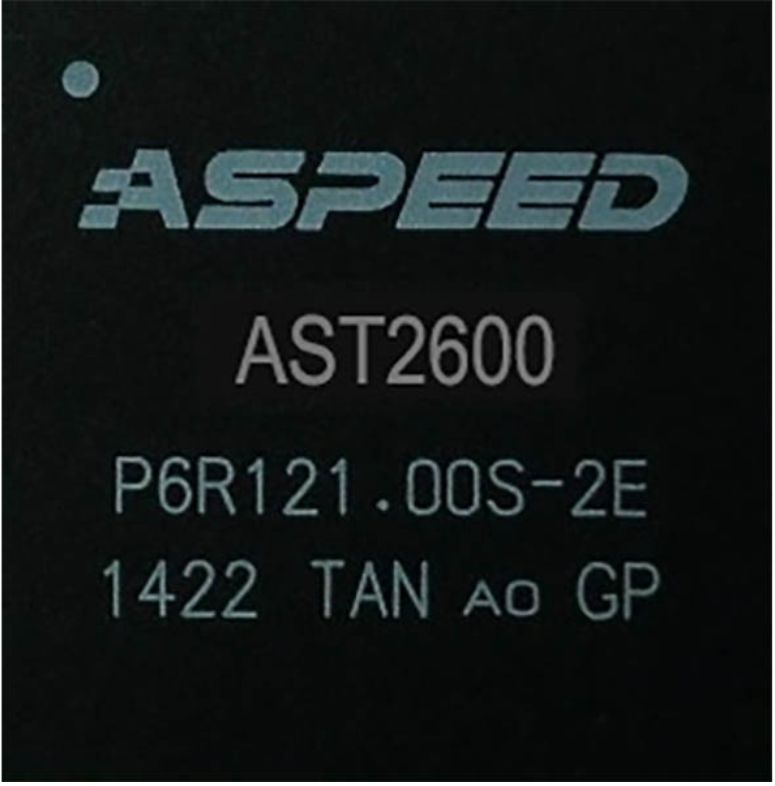 ASPEED
AST2600
P6R121.00S-2E
1422 TAN A0 GP